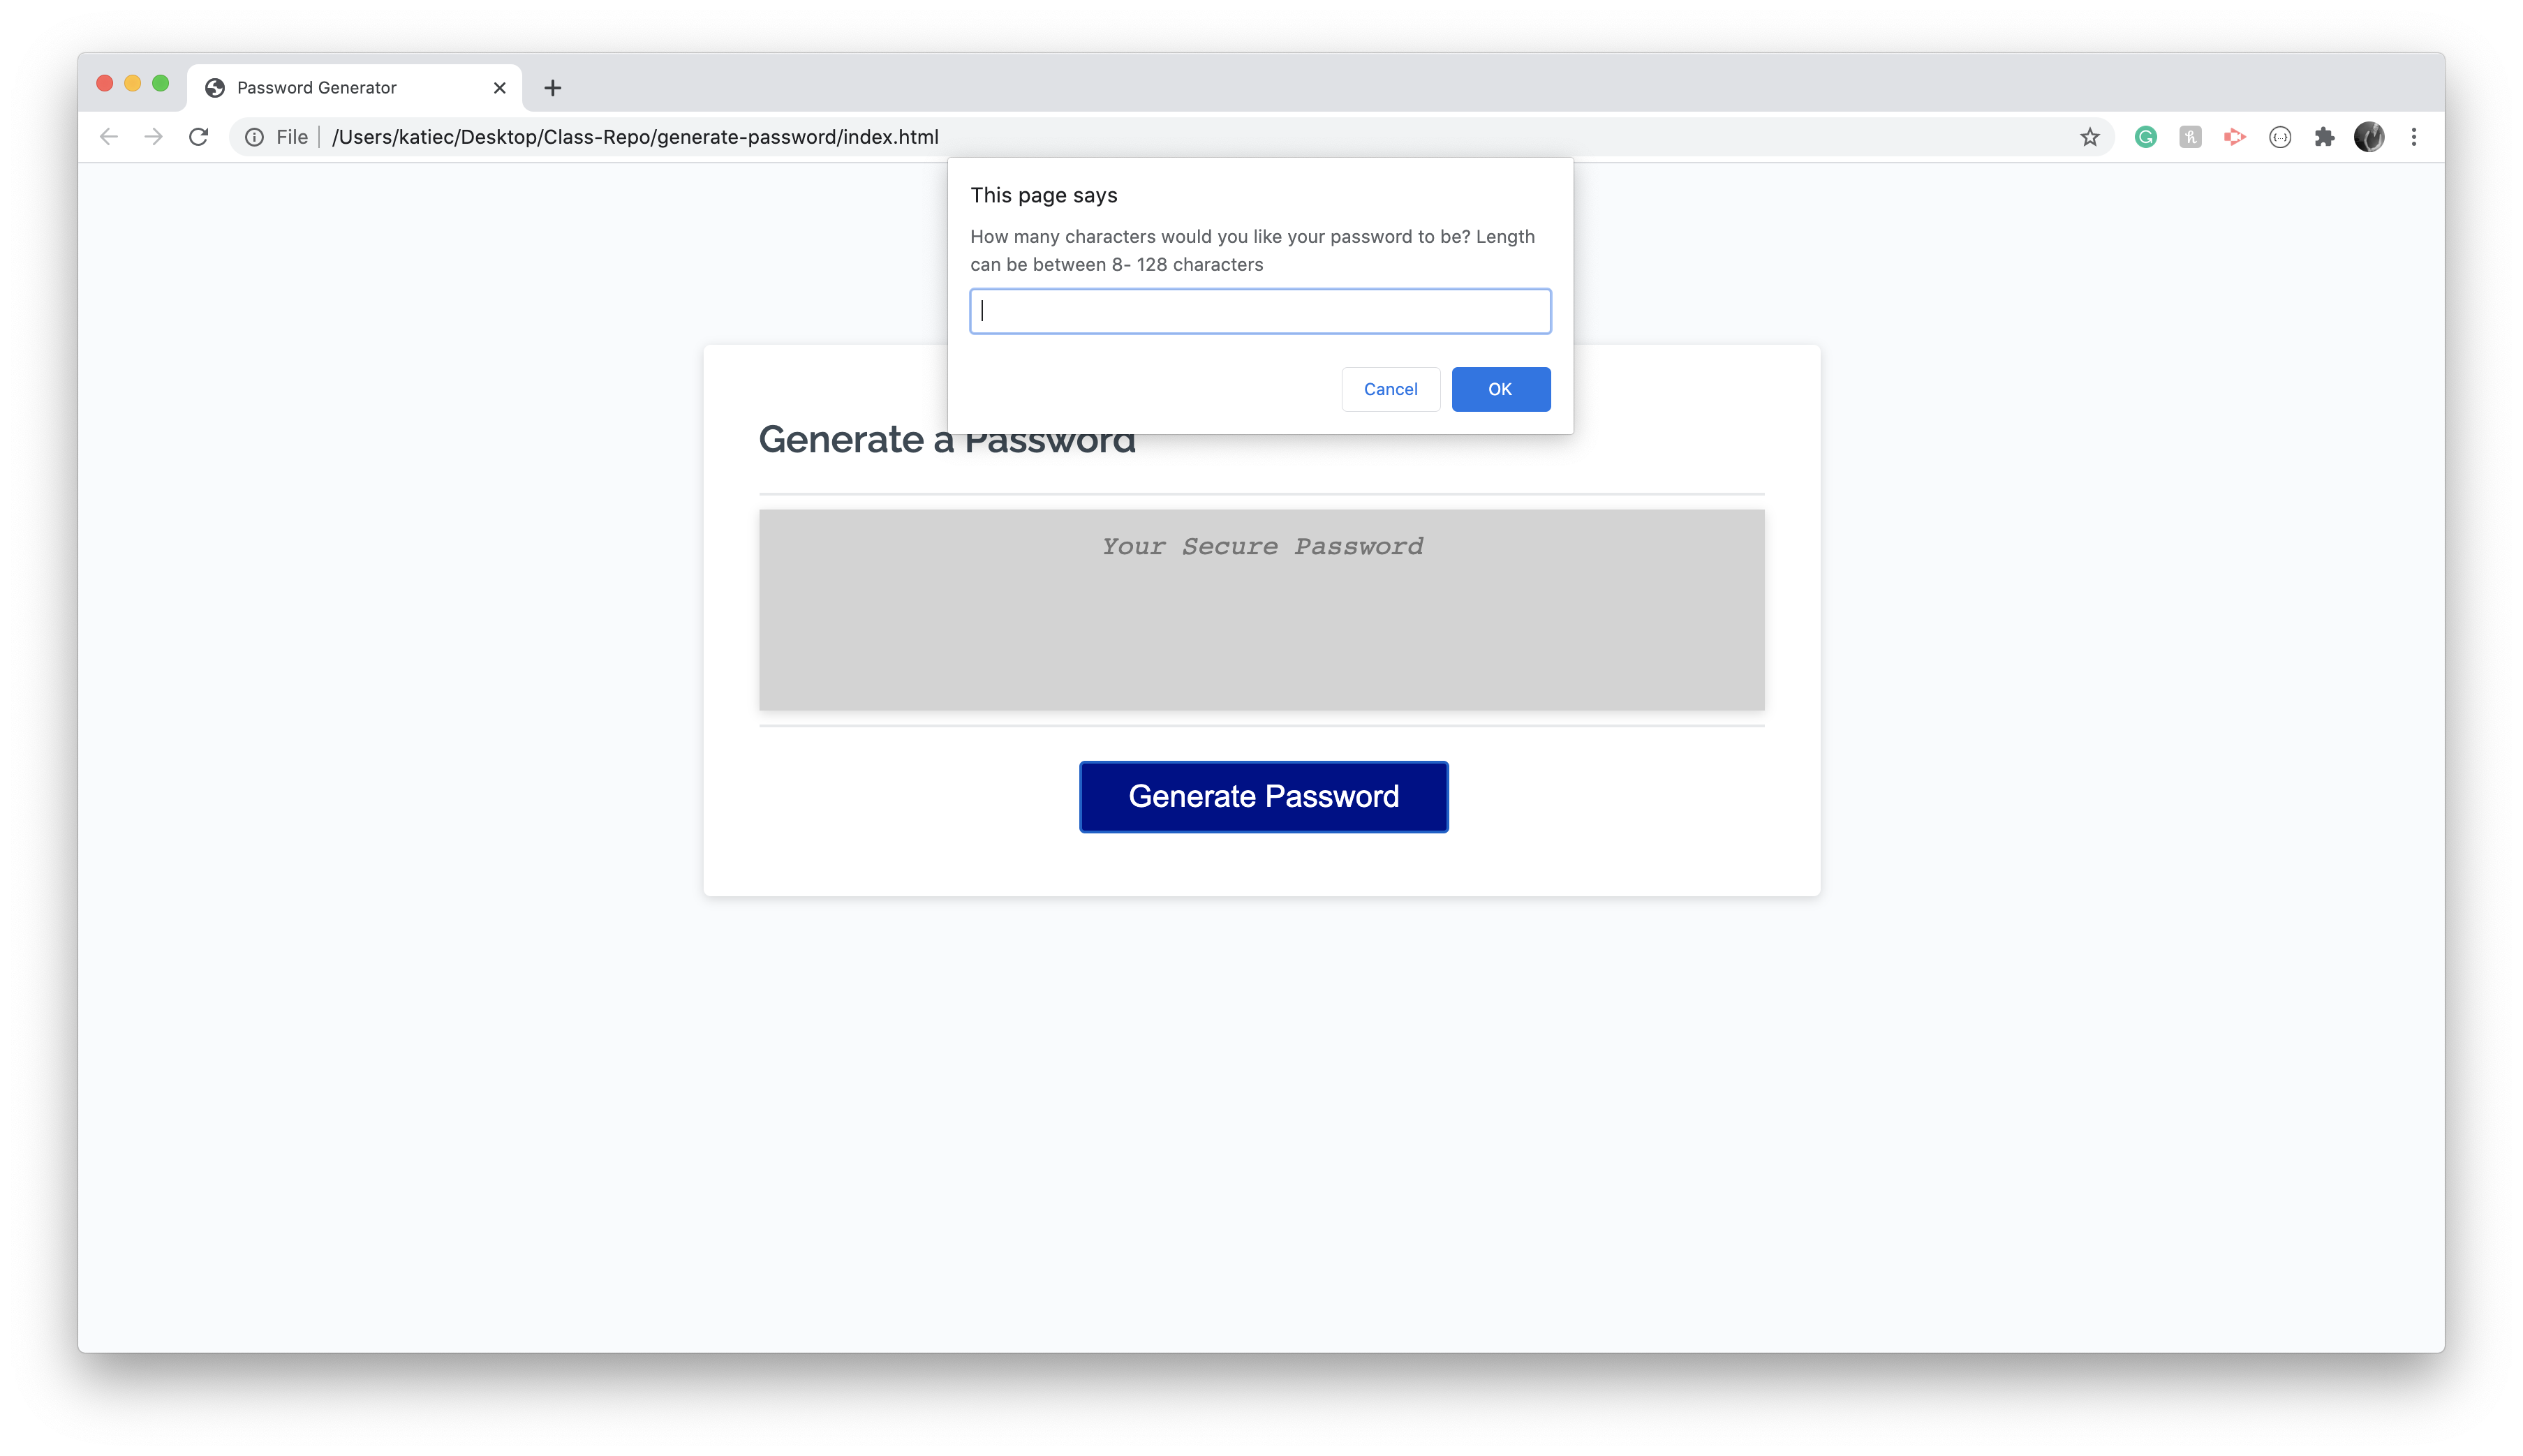 Password Generator
File /Users/katiec/Desktop/Class-Repo/generate-password/index.html
This page says
How many characters would you like your password to be? Length
can be between 8- 128 characters
Cancel OK
Generate a Password
Your Secure Password
Generate Password